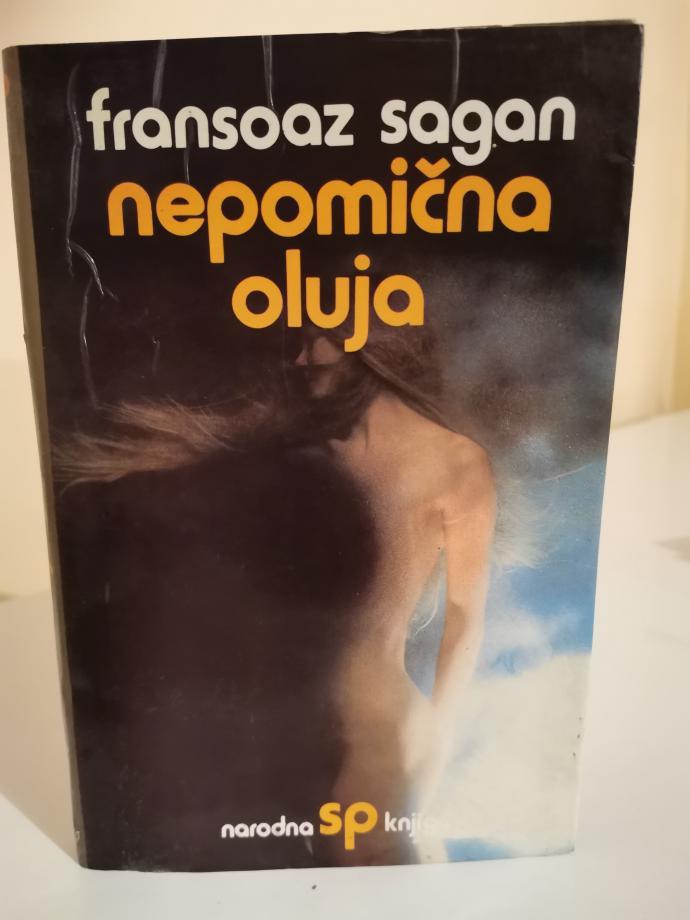 fransoaz sagan
nepomična
oluja
narodna sp